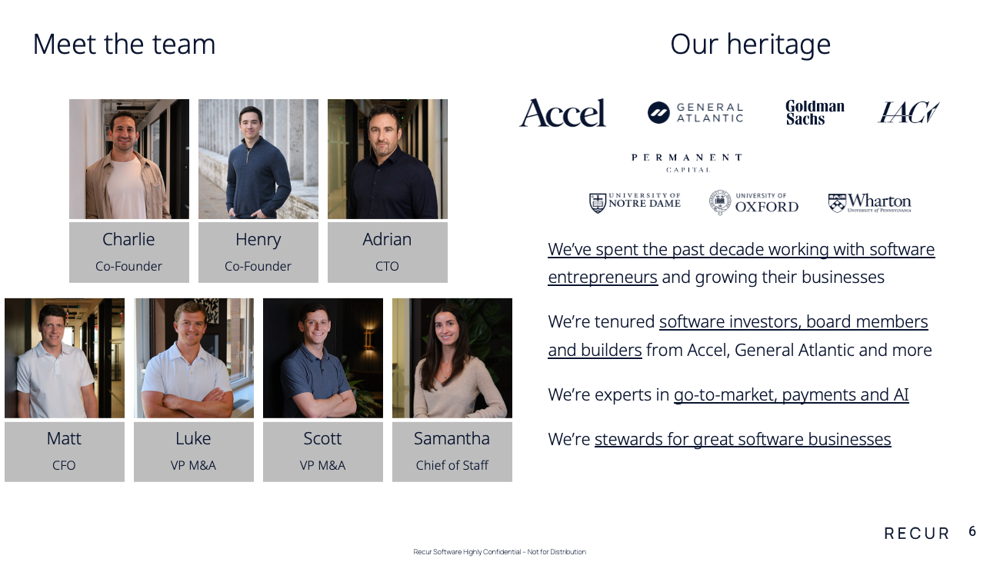 Meet the team
Charlie
Co-Founder
Henry
Co-Founder
Adrian
CTO
Matt
CFO
Luke
VP M&A
Scott
VP M&A
Samantha
Chief of Staff
Our heritage
Accel
GENERAL
ATLANTIC
Goldman
Sachs
IAC
PERMANENT
CAPITAL
UNIVERSITY OF
NOTRE DAME
UNIVERSITY OF
OXFORD
Wharton
UNIVERSITY of PENNSYLVANIA
We’ve spent the past decade working with software
entrepreneurs and growing their businesses
We’re tenured software investors, board members
and builders from Accel, General Atlantic and more
We’re experts in go-to-market, payments and AI
We’re stewards for great software businesses
RECUR 6
Recur Software Highly Confidential – Not for Distribution